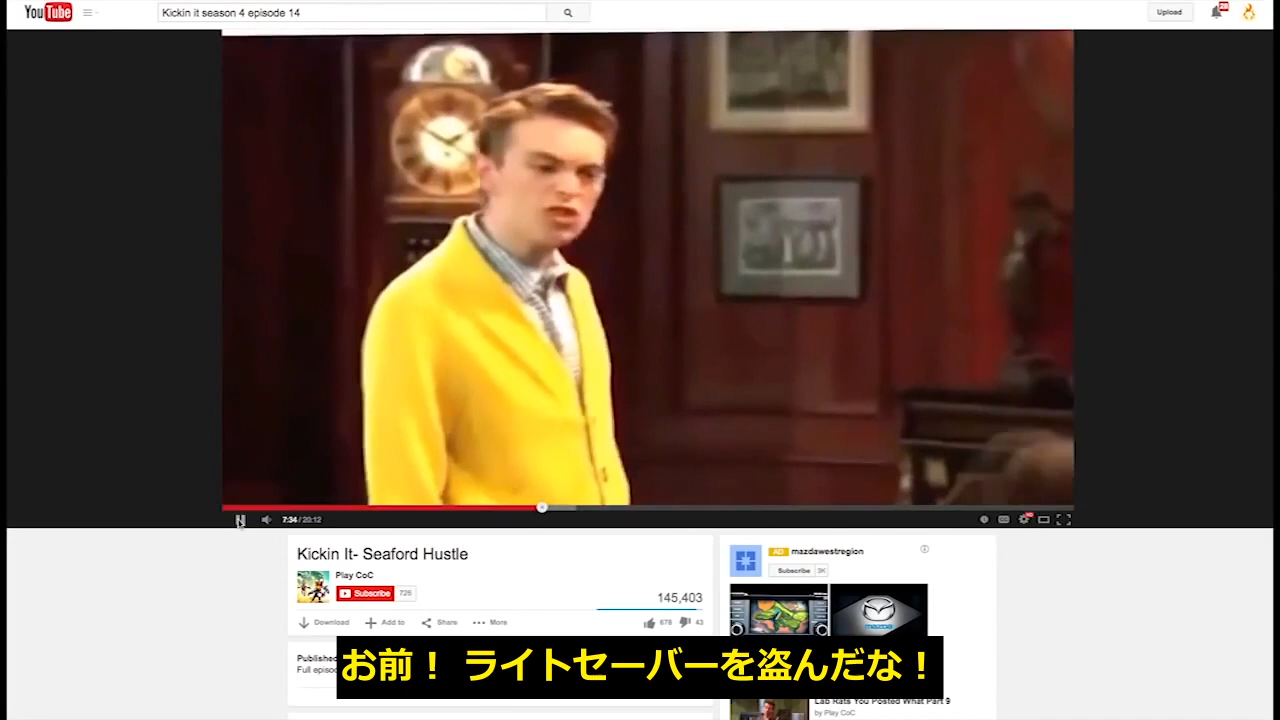 YouTube
Kickin it season 4 episode 14
Upload
7:34 / 20:12
Kickin It- Seaford Hustle
Play CoC
Subscribe 726
145,403
Download Add to Share More
678 43
Published
Full episo
AD mazdawestregion
Subscribe 3K
mazda
お前！ ライトセーバーを盗んだな！
Lab Rats You Posted What Part 9
by Play CoC